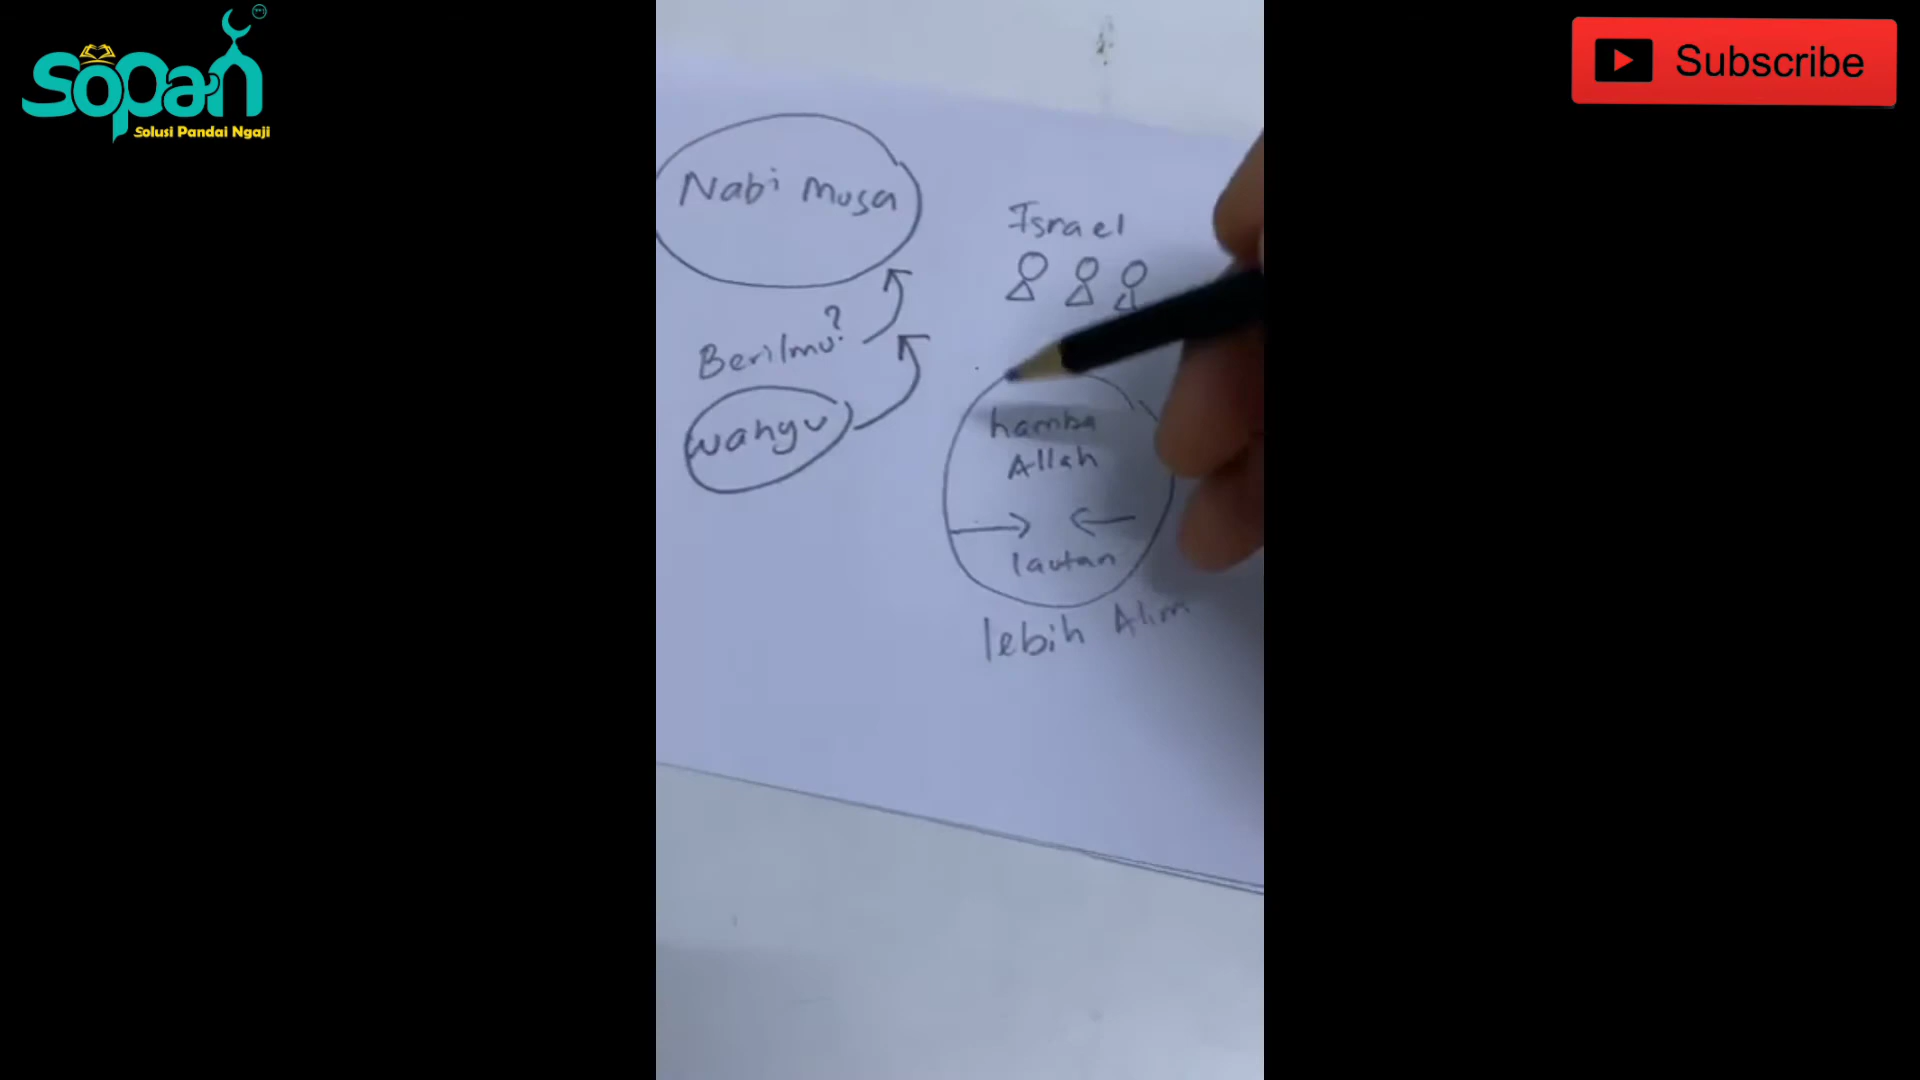 Sopan
Solusi Pandai Ngaji
Subscribe
Nabi Musa
Israel
Berilmu?
wahyu
hamba
Allah
lautan
lebih Alim